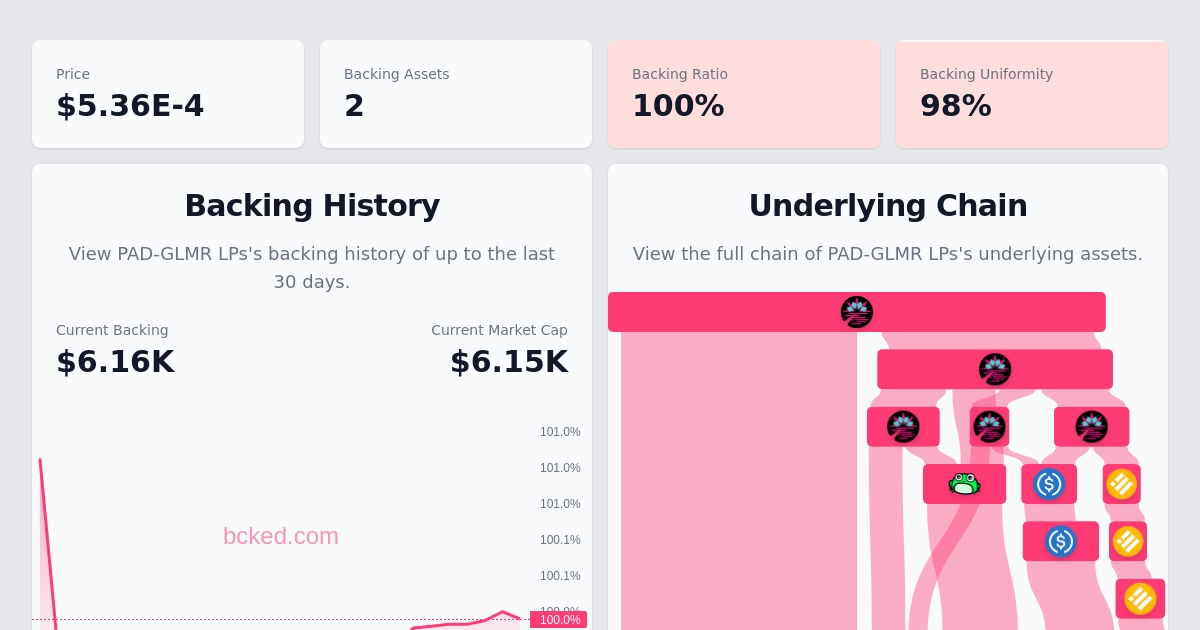 Price
$5.36E-4
Backing Assets
2
Backing Ratio
100%
Backing Uniformity
98%
Backing History
View PAD-GLMR LPs's backing history of up to the last
30 days.
Current Backing
$6.16K
Current Market Cap
$6.15K
101.0%
101.0%
101.0%
100.1%
100.1%
100.0%
100.0%
bcked.com
Underlying Chain
View the full chain of PAD-GLMR LPs's underlying assets.